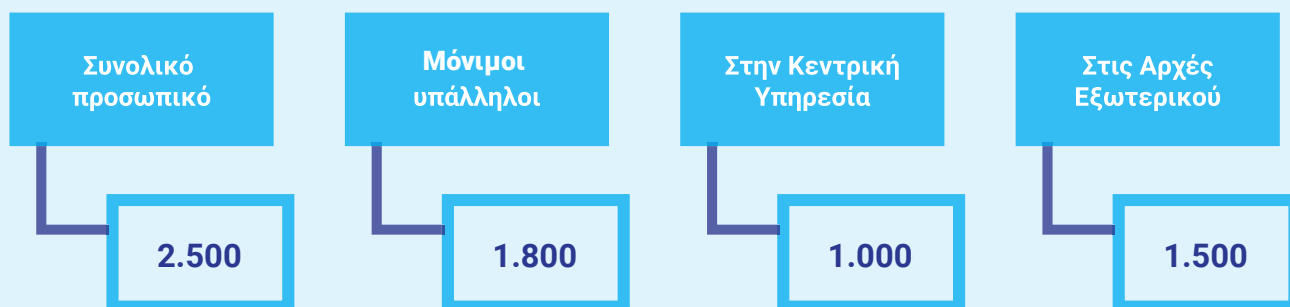 Συνολικό
προσωπικό
2.500
Μόνιμοι
υπάλληλοι
1.800
Στην Κεντρική
Υπηρεσία
1.000
Στις Αρχές
Εξωτερικού
1.500